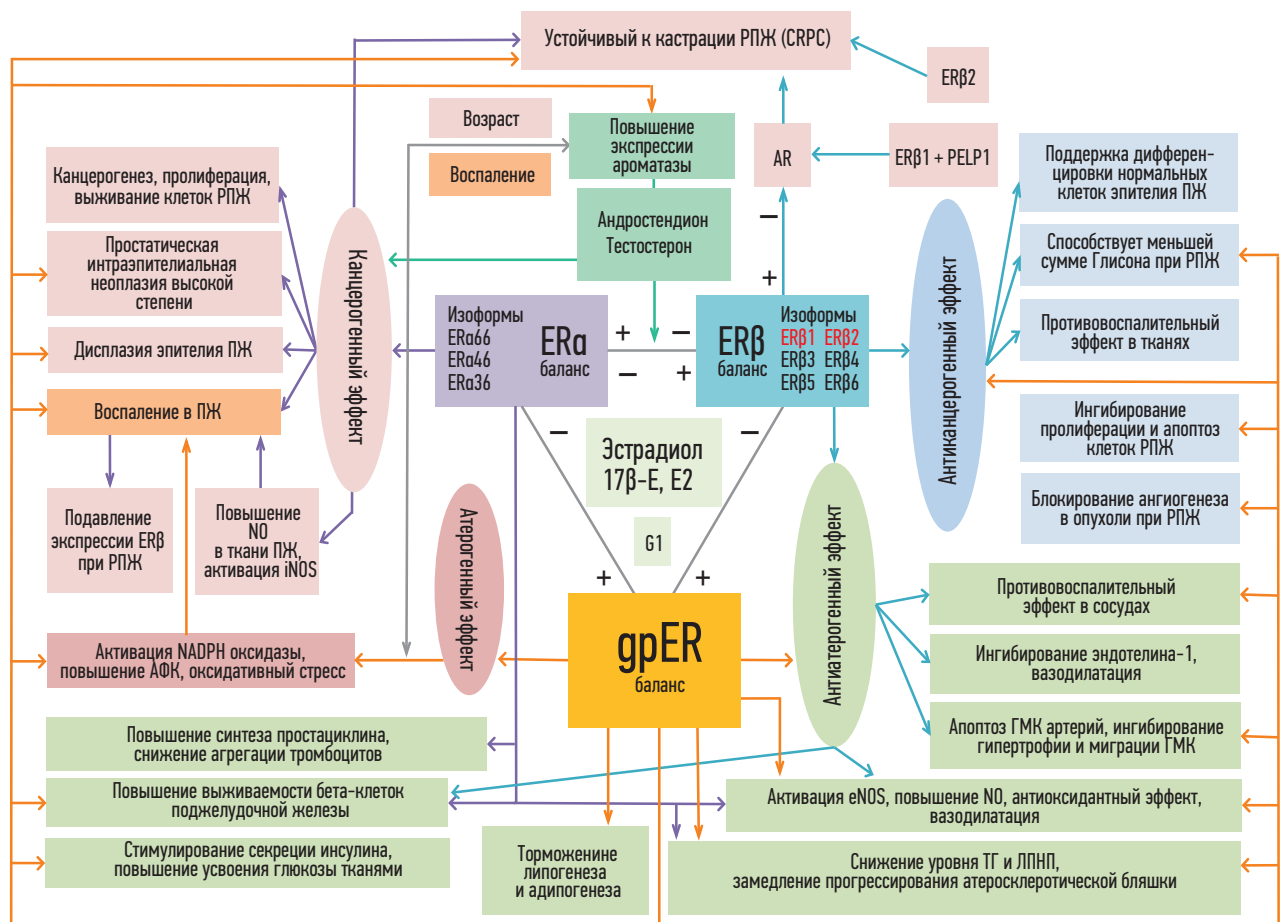 Устойчивый к кастрации РПЖ (CRPC)
ERβ2
Возраст
Воспаление
Повышение
экспрессии
ароматазы
AR
ERβ1 + PELP1
Андростендион
Тестостерон
Канцерогенез, пролиферация,
выживание клеток РПЖ
Простатическая
интраэпителиальная
неоплазия высокой
степени
Дисплазия эпителия ПЖ
Воспаление в ПЖ
Подавление
экспрессии ERβ
при РПЖ
Повышение
NO
в ткани ПЖ,
активация iNOS
Канцерогенный эффект
Изоформы
ERα66
ERα46
ERα36
ERα
баланс
+ −
− +
− +
ERβ
баланс
Изоформы
ERβ1 ERβ2
ERβ3 ERβ4
ERβ5 ERβ6
Антиканцерогенный эффект
Поддержка дифферен-
цировки нормальных
клеток эпителия ПЖ
Способствует меньшей
сумме Глисона при РПЖ
Противовоспалительный
эффект в тканях
Ингибирование
пролиферации и апоптоз
клеток РПЖ
Блокирование ангиогенеза
в опухоли при РПЖ
− −
Эстрадиол
17β-E, E2
G1
+ +
gpER
баланс
Атерогенный эффект
Антиатерогенный эффект
Активация NADPH оксидазы,
повышение АФК, оксидативный стресс
Противовоспалительный
эффект в сосудах
Ингибирование эндотелина-1,
вазодилатация
Апоптоз ГМК артерий, ингибирование
гипертрофии и миграции ГМК
Повышение синтеза простациклина,
снижение агрегации тромбоцитов
Повышение выживаемости бета-клеток
поджелудочной железы
Стимулирование секреции инсулина,
повышение усвоения глюкозы тканями
Торможенине
липогенеза
и адипогенеза
Активация eNOS, повышение NO, антиоксидантный эффект,
вазодилатация
Снижение уровня ТГ и ЛПНП,
замедление прогрессирования атеросклеротической бляшки